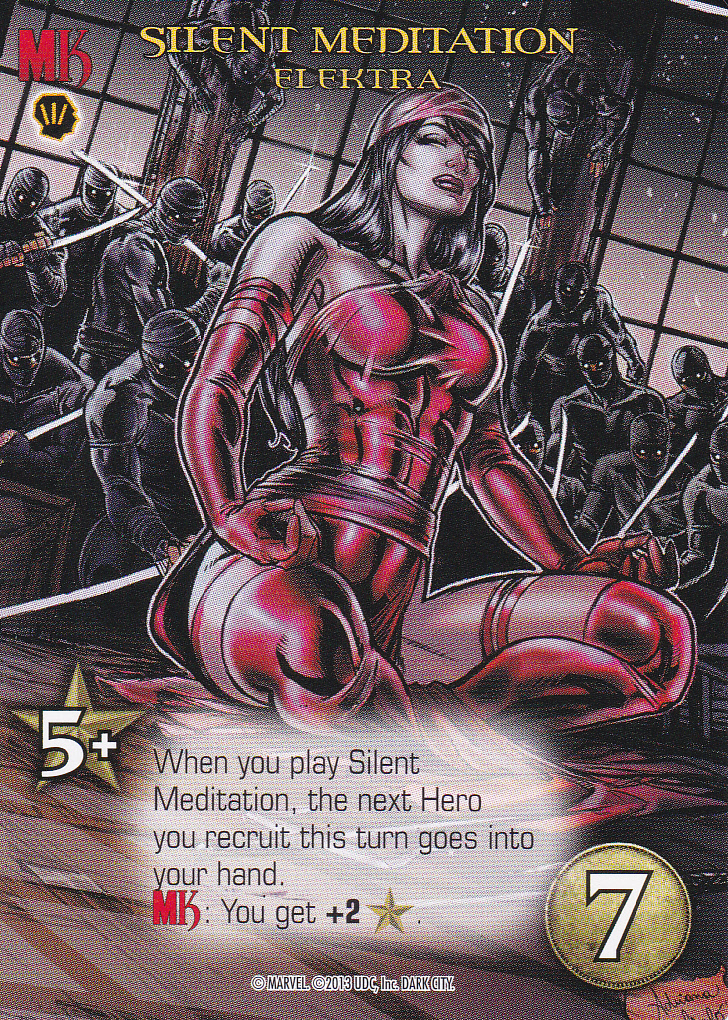 SILENT MEDITATION
MK ELEKTRA
5+
When you play Silent
Meditation, the next Hero
you recruit this turn goes into
your hand.
MK: You get +2 .
7
© MARVEL. ©2013 UDC, Inc. DARK CITY.